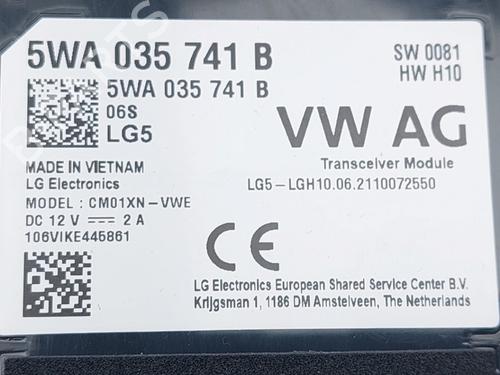 5WA 035 741 B
SW 0081
HW H10
5WA 035 741 B
06S
LG5
VW AG
Transceiver Module
MADE IN VIETNAM
LG Electronics
LG5-LGH10.06.2110072550
MODEL : CM01XN-VWE
DC 12 V ⎓ 2 A
106VIKE445861
CE
LG Electronics European Shared Service Center B.V.
Krijgsman 1, 1186 DM Amstelveen, The Netherlands